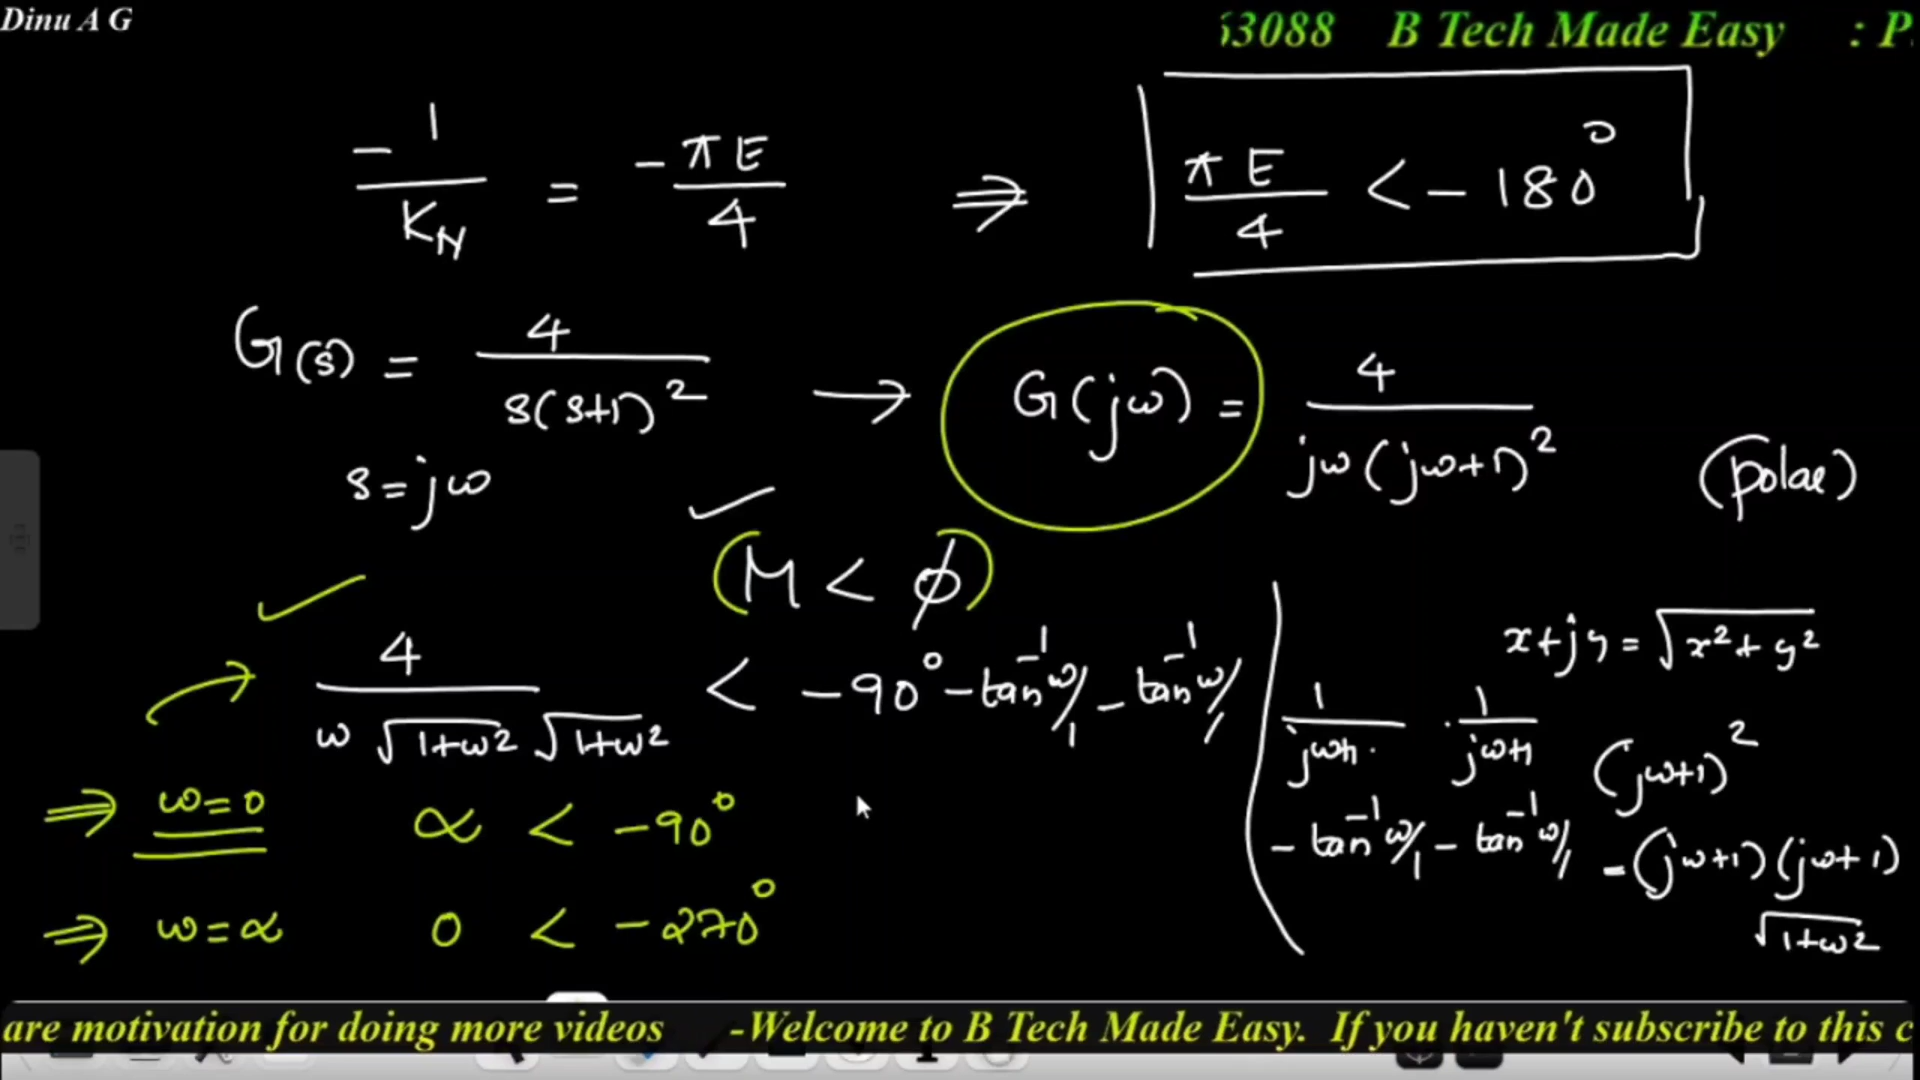 Dinu A G
53088 B Tech Made Easy : P
-1/K_N = -πE/4 ⇒ πE/4 < -180°
G(s) = 4/s(s+1)² → G(jω) = 4/jω(jω+1)² (polar)
s=jω
(M < φ)
4/ω√1+ω² √1+ω² < -90° - tan⁻¹ω/1 - tan⁻¹ω/1
x+jy = √x²+y²
1/jω+1 · 1/jω+1 (jω+1)²
⇒ ω=0 α < -90°
- tan⁻¹ω/1 - tan⁻¹ω/1 = (jω+1)(jω+1)
⇒ ω=α 0 < -270°
√1+ω²
are motivation for doing more videos -Welcome to B Tech Made Easy. If you haven't subscribe to this c